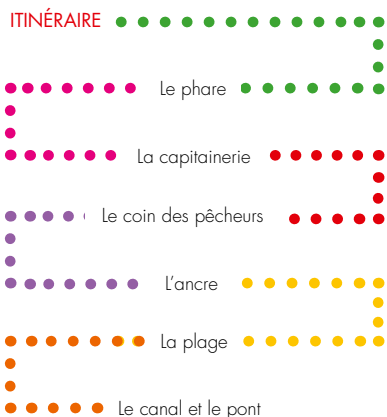 ITINÉRAIRE
Le phare
La capitainerie
Le coin des pêcheurs
L'ancre
La plage
Le canal et le pont